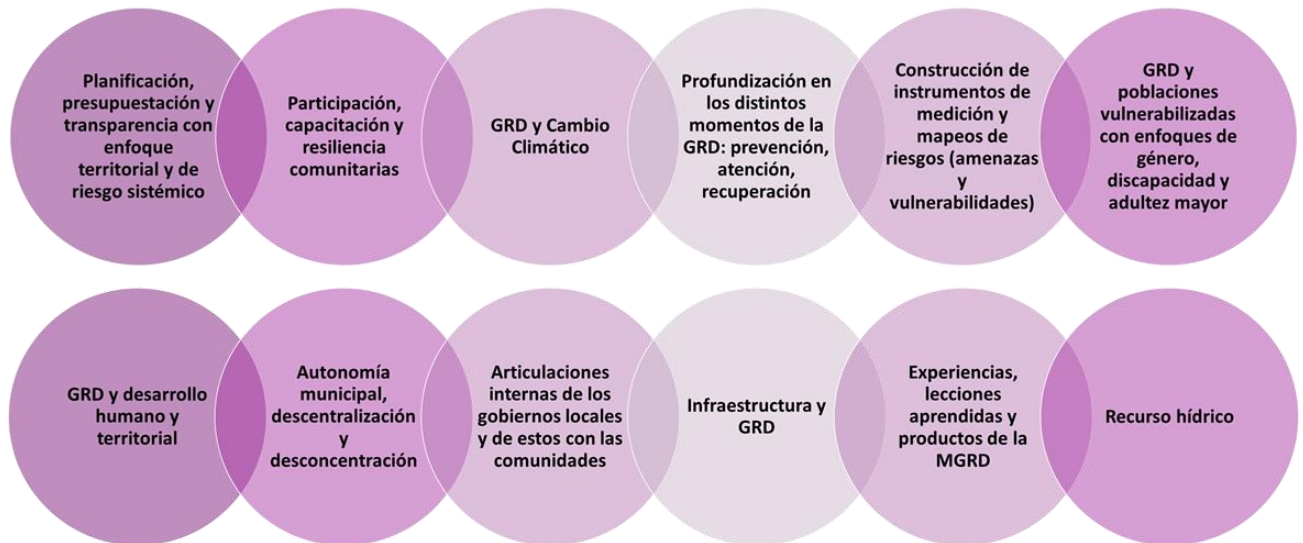 Planificación,
presupuestación y
transparencia con
enfoque
territorial y de
riesgo sistémico
Participación,
capacitación y
resiliencia
comunitarias
GRD y Cambio
Climático
Profundización en
los distintos
momentos de la
GRD: prevención,
atención,
recuperación
Construcción de
instrumentos de
medición y
mapeos de
riesgos (amenazas
y
vulnerabilidades)
GRD y
poblaciones
vulnerabilizadas
con enfoques de
género,
discapacidad y
adultez mayor
GRD y desarrollo
humano y
territorial
Autonomía
municipal,
descentralización
y
desconcentración
Articulaciones
internas de los
gobiernos locales
y de estos con las
comunidades
Infraestructura y
GRD
Experiencias,
lecciones
aprendidas y
productos de la
MGRD
Recurso hídrico